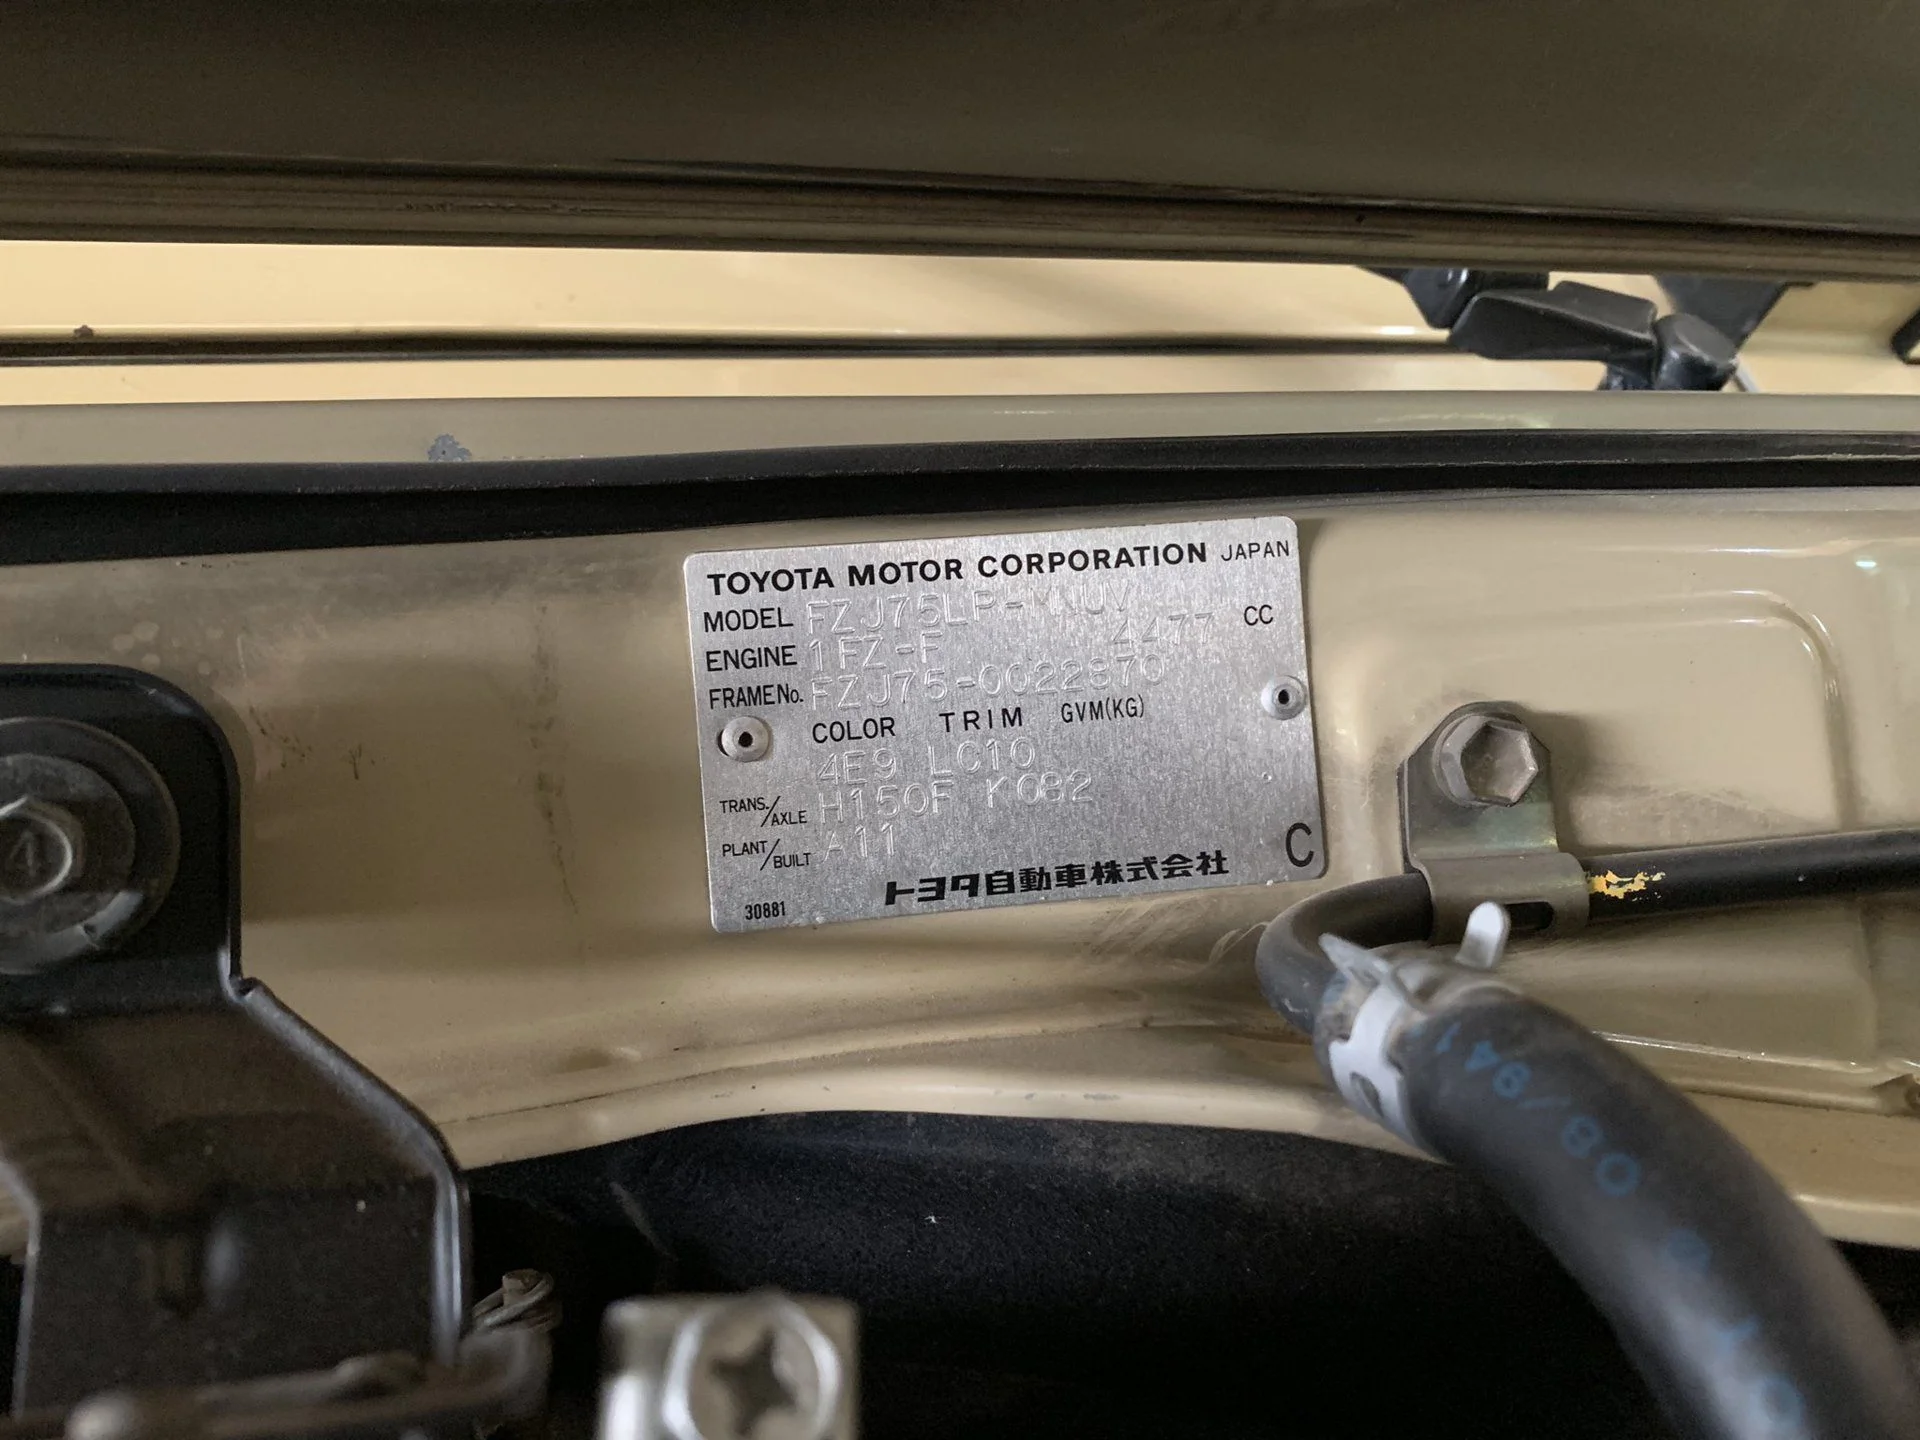 TOYOTA MOTOR CORPORATION JAPAN
MODEL FZJ75LP-MNUV
ENGINE 1FZ-F 4477 CC
FRAME No. FZJ75-0022870
COLOR TRIM GVM(KG)
4E9 LC10
TRANS./AXLE H150F K082
PLANT/BUILT A11
トヨタ自動車株式会社 C
30881
4